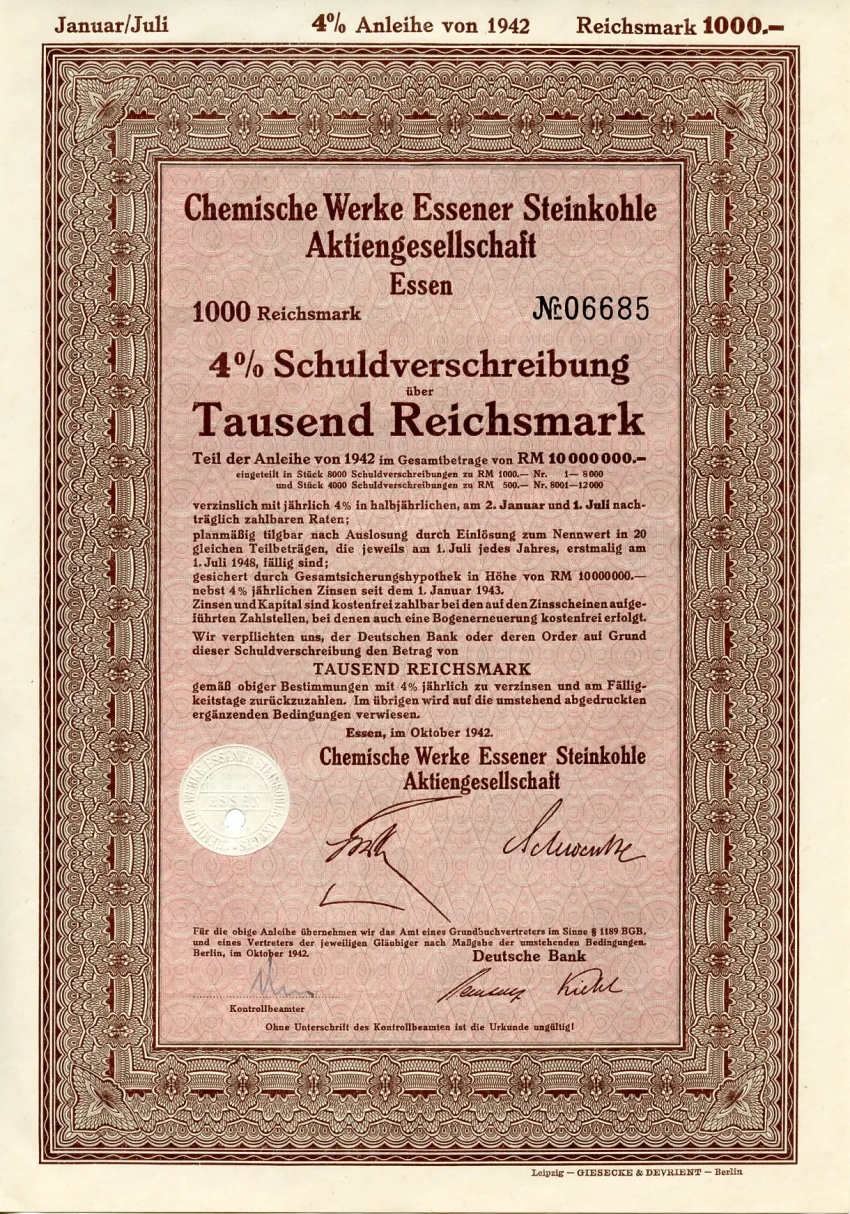 Januar/Juli 4% Anleihe von 1942 Reichsmark 1000.—
Chemische Werke Essener Steinkohle
Aktiengesellschaft
Essen
1000 Reichsmark № 06685
4% Schuldverschreibung
über
Tausend Reichsmark
Teil der Anleihe von 1942 im Gesamtbetrage von RM 10 000 000.—
eingeteilt in Stück 8000 Schuldverschreibungen zu RM 1000.— Nr. 1— 8 000
und Stück 4000 Schuldverschreibungen zu RM 500.— Nr. 8001—12 000
verzinslich mit jährlich 4% in halbjährlichen, am 2. Januar und 1. Juli nach-
träglich zahlbaren Raten;
planmäßig tilgbar nach Auslosung durch Einlösung zum Nennwert in 20
gleichen Teilbeträgen, die jeweils am 1. Juli jedes Jahres, erstmalig am
1. Juli 1948, fällig sind;
gesichert durch Gesamtsicherungshypothek in Höhe von RM 10 000 000.—
nebst 4% jährlichen Zinsen seit dem 1. Januar 1943.
Zinsen und Kapital sind kostenfrei zahlbar bei den auf den Zinsscheinen aufge-
führten Zahlstellen, bei denen auch eine Bogenerneuerung kostenfrei erfolgt.
Wir verpflichten uns, der Deutschen Bank oder deren Order auf Grund
dieser Schuldverschreibung den Betrag von
TAUSEND REICHSMARK
gemäß obiger Bestimmungen mit 4% jährlich zu verzinsen und am Fällig-
keitstage zurückzuzahlen. Im übrigen wird auf die umstehend abgedruckten
ergänzenden Bedingungen verwiesen.
Essen, im Oktober 1942.
Chemische Werke Essener Steinkohle
Aktiengesellschaft
ESSEN
Für die obige Anleihe übernehmen wir das Amt eines Grundbuchvertreters im Sinne § 1189 BGB.
und eines Vertreters der jeweiligen Gläubiger nach Maßgabe der umstehenden Bedingungen.
Berlin, im Oktober 1942.
Deutsche Bank
Kontrollbeamter
Ohne Unterschrift des Kontrollbeamten ist die Urkunde ungültig!
Leipzig — GIESECKE & DEVRIENT — Berlin